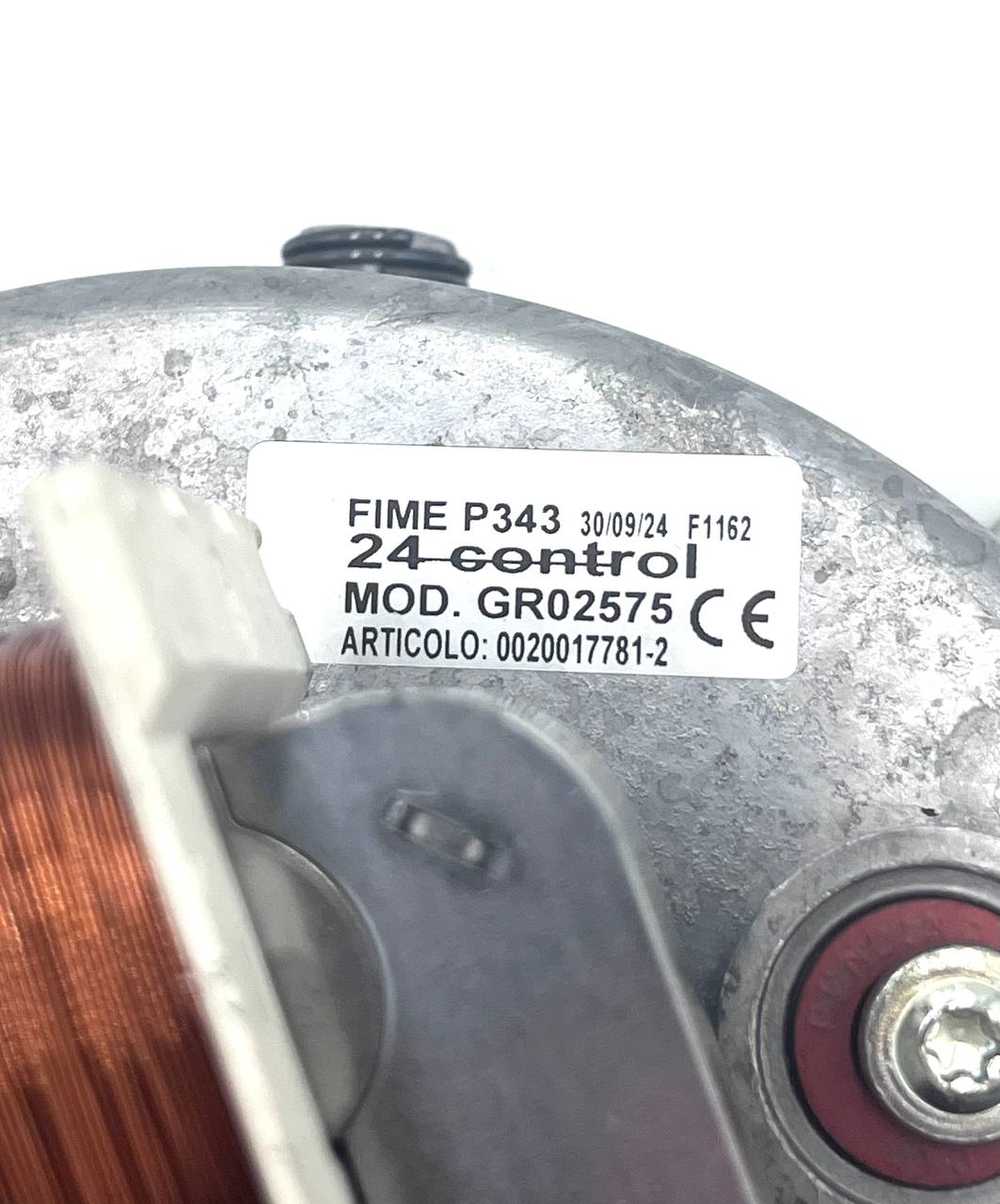 FIME P343 30/09/24 F1162
24 control
MOD. GR02575 CE
ARTICOLO: 0020017781-2